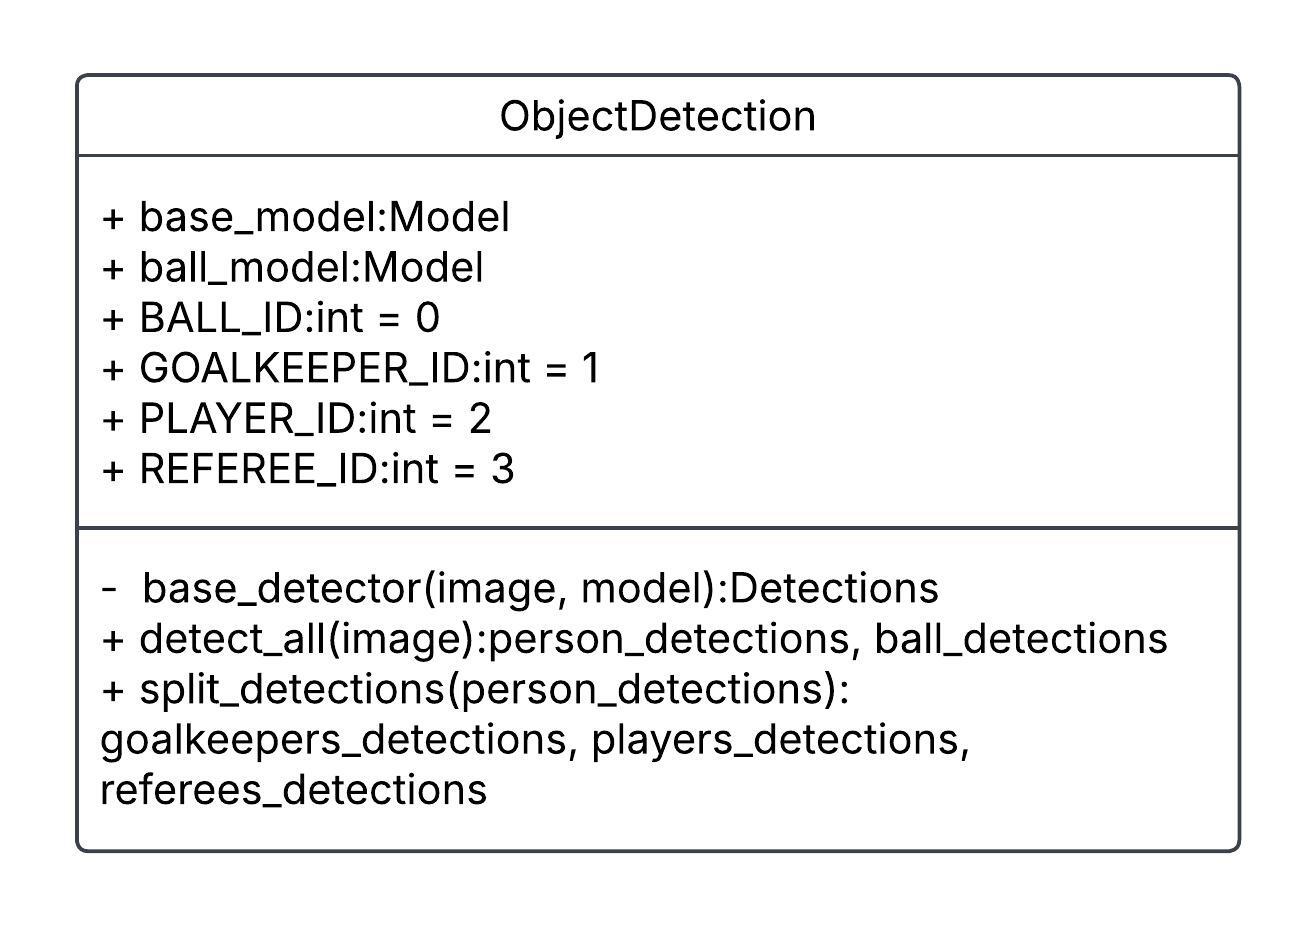 ObjectDetection
+ base_model:Model
+ ball_model:Model
+ BALL_ID:int = 0
+ GOALKEEPER_ID:int = 1
+ PLAYER_ID:int = 2
+ REFEREE_ID:int = 3
-  base_detector(image, model):Detections
+ detect_all(image):person_detections, ball_detections
+ split_detections(person_detections):
goalkeepers_detections, players_detections,
referees_detections